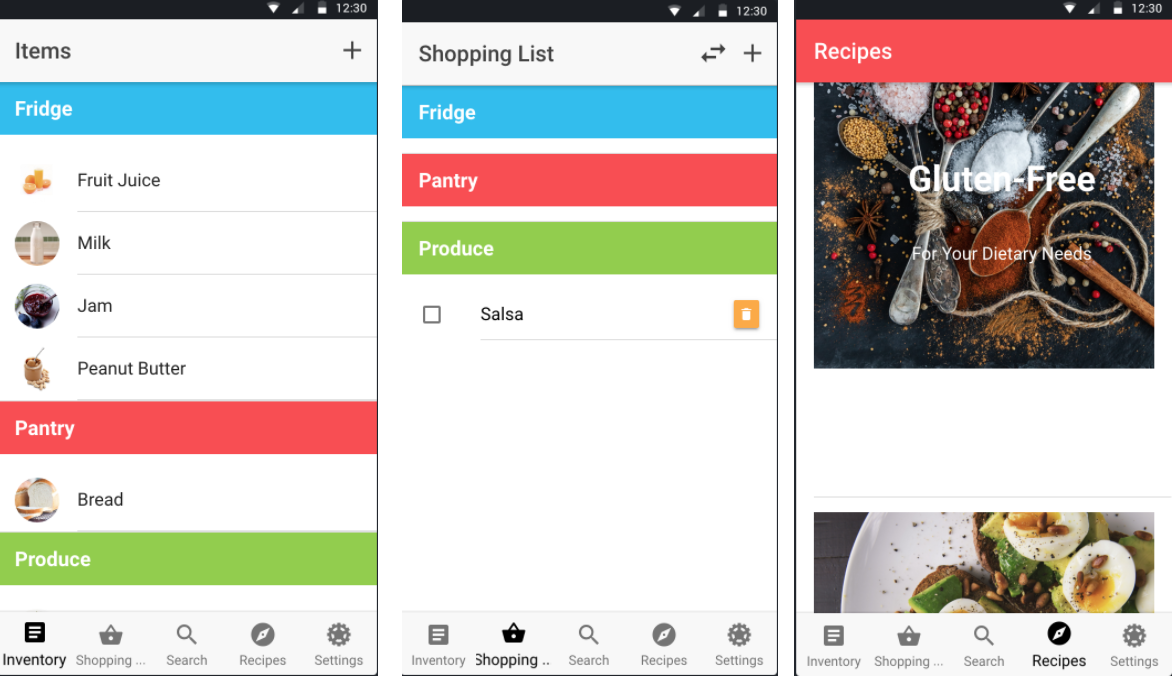 12:30
Items
Fridge
Fruit Juice
Milk
Jam
Peanut Butter
Pantry
Bread
Produce
Inventory Shopping ... Search Recipes Settings
12:30
Shopping List
Fridge
Pantry
Produce
Salsa
Inventory Shopping .. Search Recipes Settings
12:30
Recipes
Gluten-Free
For Your Dietary Needs
Inventory Shopping ... Search Recipes Settings